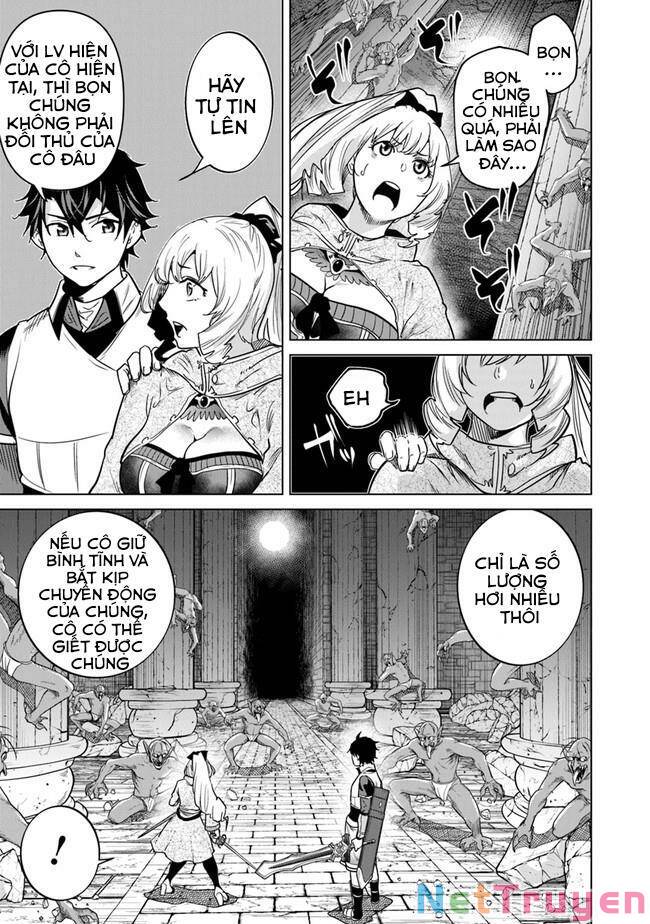 BỌN
...
BỌN
CHÚNG
CÓ NHIỀU
QUÁ, PHẢI
LÀM SAO
ĐÂY...
HÃY
TỰ TIN
LÊN
VỚI LV HIỆN
CỦA CÔ HIỆN
TẠI, THÌ BỌN
CHÚNG
KHÔNG PHẢI
ĐỐI THỦ CỦA
CÔ ĐÂU
EH
CHỈ LÀ SỐ
LƯỢNG
HƠI NHIỀU
THÔI
NẾU CÔ GIỮ
BÌNH TĨNH VÀ
BẮT KỊP
CHUYỂN ĐỘNG
CỦA CHÚNG,
CÔ CÓ THỂ
GIẾT ĐƯỢC
CHÚNG
!
NetTruyen